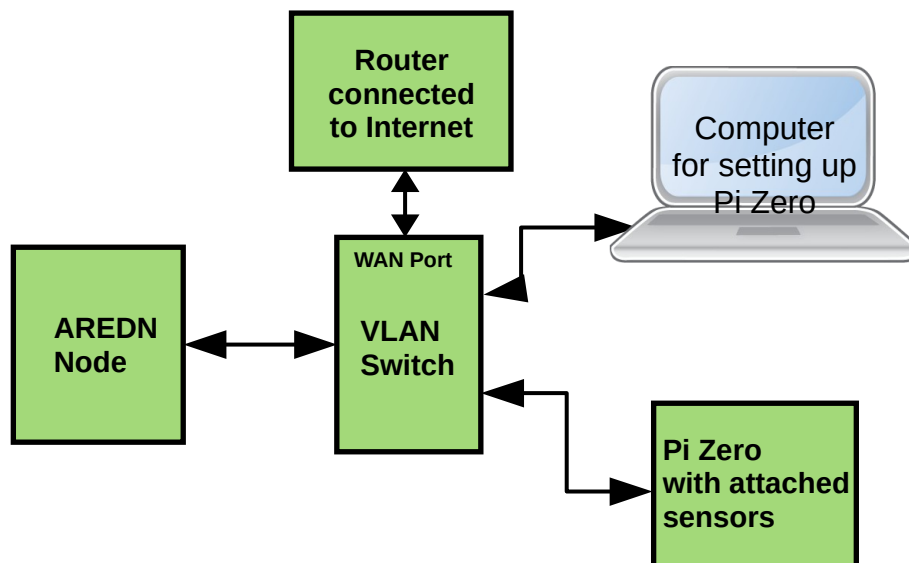 Router
connected
to Internet
Computer
for setting up
Pi Zero
WAN Port
AREDN
Node
VLAN
Switch
Pi Zero
with attached
sensors